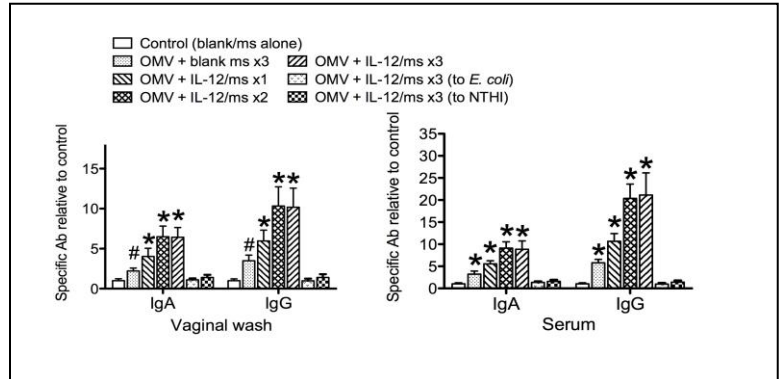 Control (blank/ms alone)
OMV + blank ms x3
OMV + IL-12/ms x3
OMV + IL-12/ms x1
OMV + IL-12/ms x3 (to E. coli)
OMV + IL-12/ms x2
OMV + IL-12/ms x3 (to NTHI)
Specific Ab relative to control
15
10
5
0
# * * *
# * * *
IgA IgG
Vaginal wash
Specific Ab relative to control
35
30
25
20
15
10
5
0
* * * *
* * * *
IgA IgG
Serum